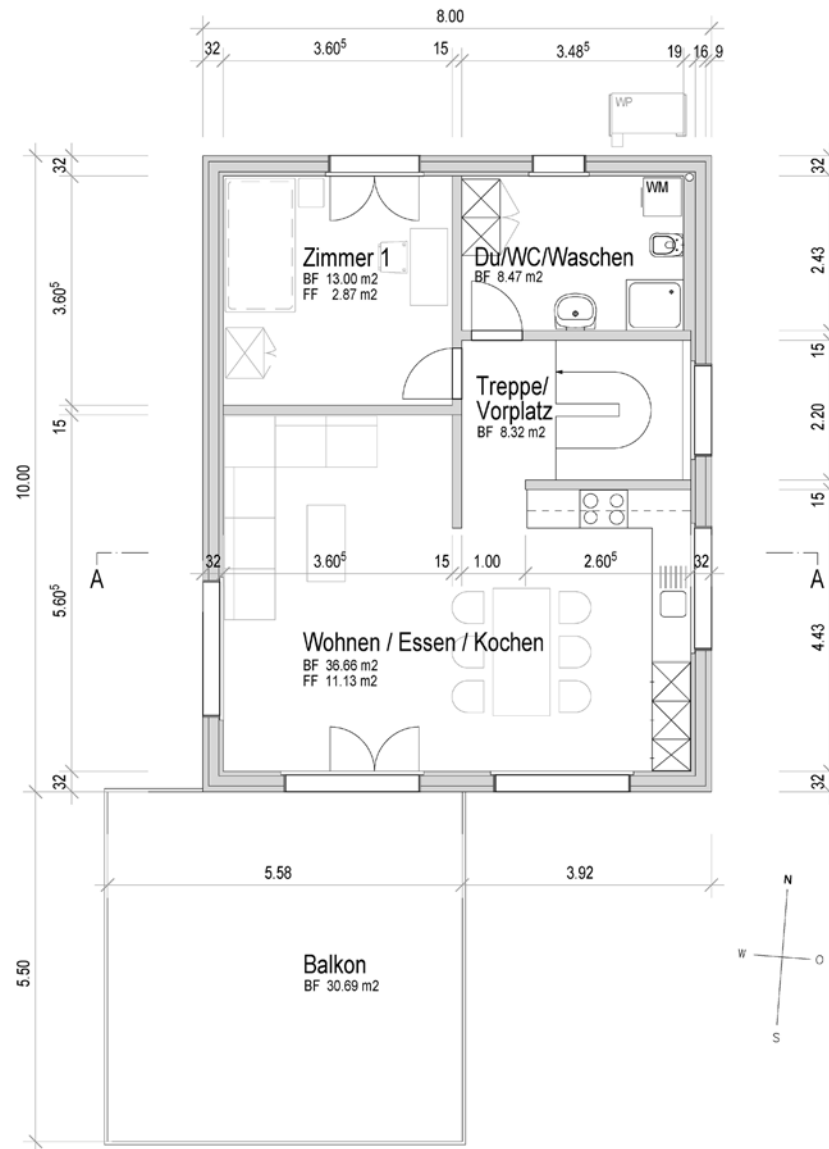 8.00
32
3.60⁵
15
3.48⁵
19
16
9
WP
32
3.60⁵
15
5.60⁵
32
10.00
5.50
32
2.43
15
2.20
15
4.43
32
WM
Zimmer 1
BF 13.00 m2
FF 2.87 m2
Du/WC/Waschen
BF 8.47 m2
Treppe/
Vorplatz
BF 8.32 m2
A
A
32
3.60⁵
15
1.00
2.60⁵
32
Wohnen / Essen / Kochen
BF 36.66 m2
FF 11.13 m2
5.58
3.92
Balkon
BF 30.69 m2
N
W
O
S